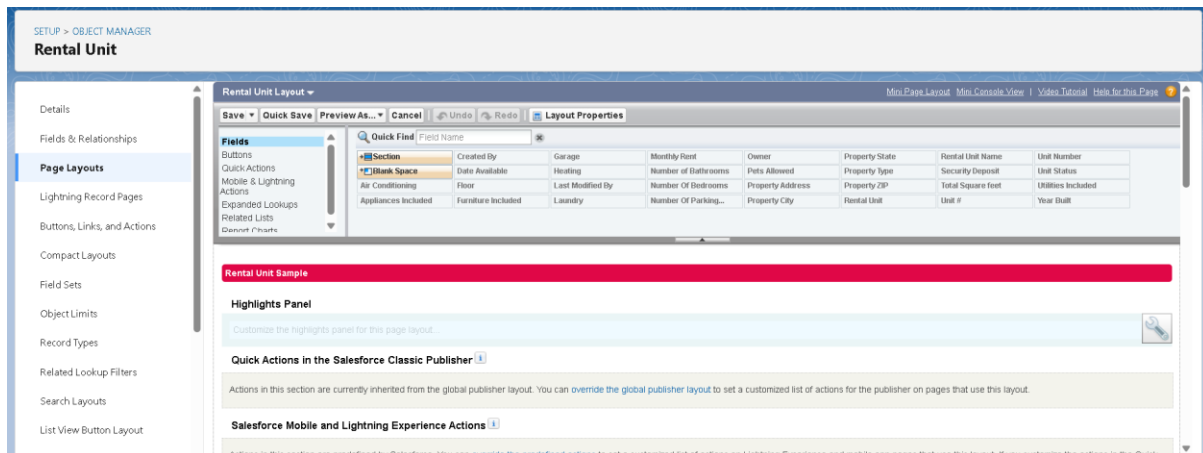 SETUP > OBJECT MANAGER
Rental Unit
Details
Fields & Relationships
Page Layouts
Lightning Record Pages
Buttons, Links, and Actions
Compact Layouts
Field Sets
Object Limits
Record Types
Related Lookup Filters
Search Layouts
List View Button Layout
Rental Unit Layout
Mini Page Layout Mini Console View | Video Tutorial Help for this Page
Save Quick Save Preview As... Cancel Undo Redo Layout Properties
Fields
Buttons
Quick Actions
Mobile & Lightning
Actions
Expanded Lookups
Related Lists
Report Charts
Quick Find Field Name
Section Created By Garage Monthly Rent Owner Property State Rental Unit Name Unit Number
Blank Space Date Available Heating Number of Bathrooms Pets Allowed Property Type Security Deposit Unit Status
Air Conditioning Floor Last Modified By Number Of Bedrooms Property Address Property ZIP Total Square feet Utilities Included
Appliances Included Furniture Included Laundry Number Of Parking... Property City Rental Unit Unit # Year Built
Rental Unit Sample
Highlights Panel
Customize the highlights panel for this page layout...
Quick Actions in the Salesforce Classic Publisher
Actions in this section are currently inherited from the global publisher layout. You can override the global publisher layout to set a customized list of actions for the publisher on pages that use this layout.
Salesforce Mobile and Lightning Experience Actions